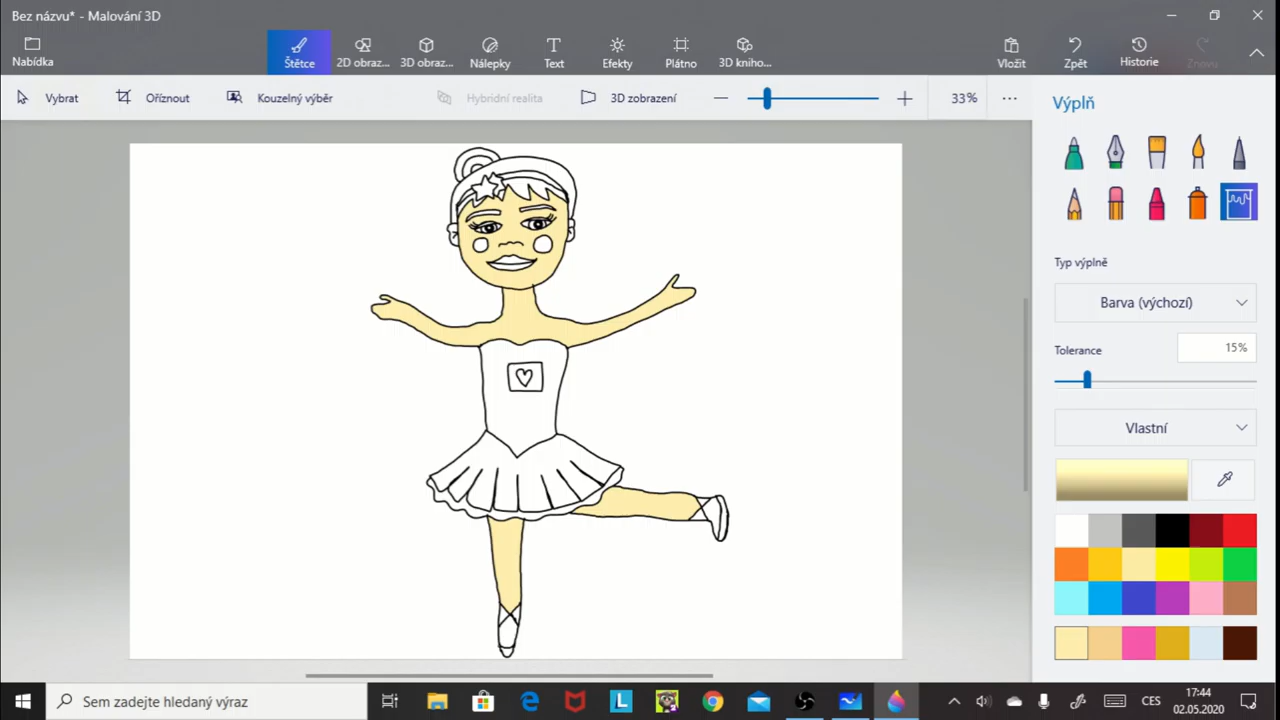 Bez názvu* - Malování 3D
Nabídka
Štětce
2D obraz...
3D obraz...
Nálepky
Text
Efekty
Plátno
3D kniho...
Vložit
Zpět
Historie
Znovu
Vybrat
Oříznout
Kouzelný výběr
Hybridní realita
3D zobrazení
33%
Výplň
Typ výplně
Barva (výchozí)
Tolerance
15%
Vlastní
Sem zadejte hledaný výraz
L
CES
17:44
02.05.2020